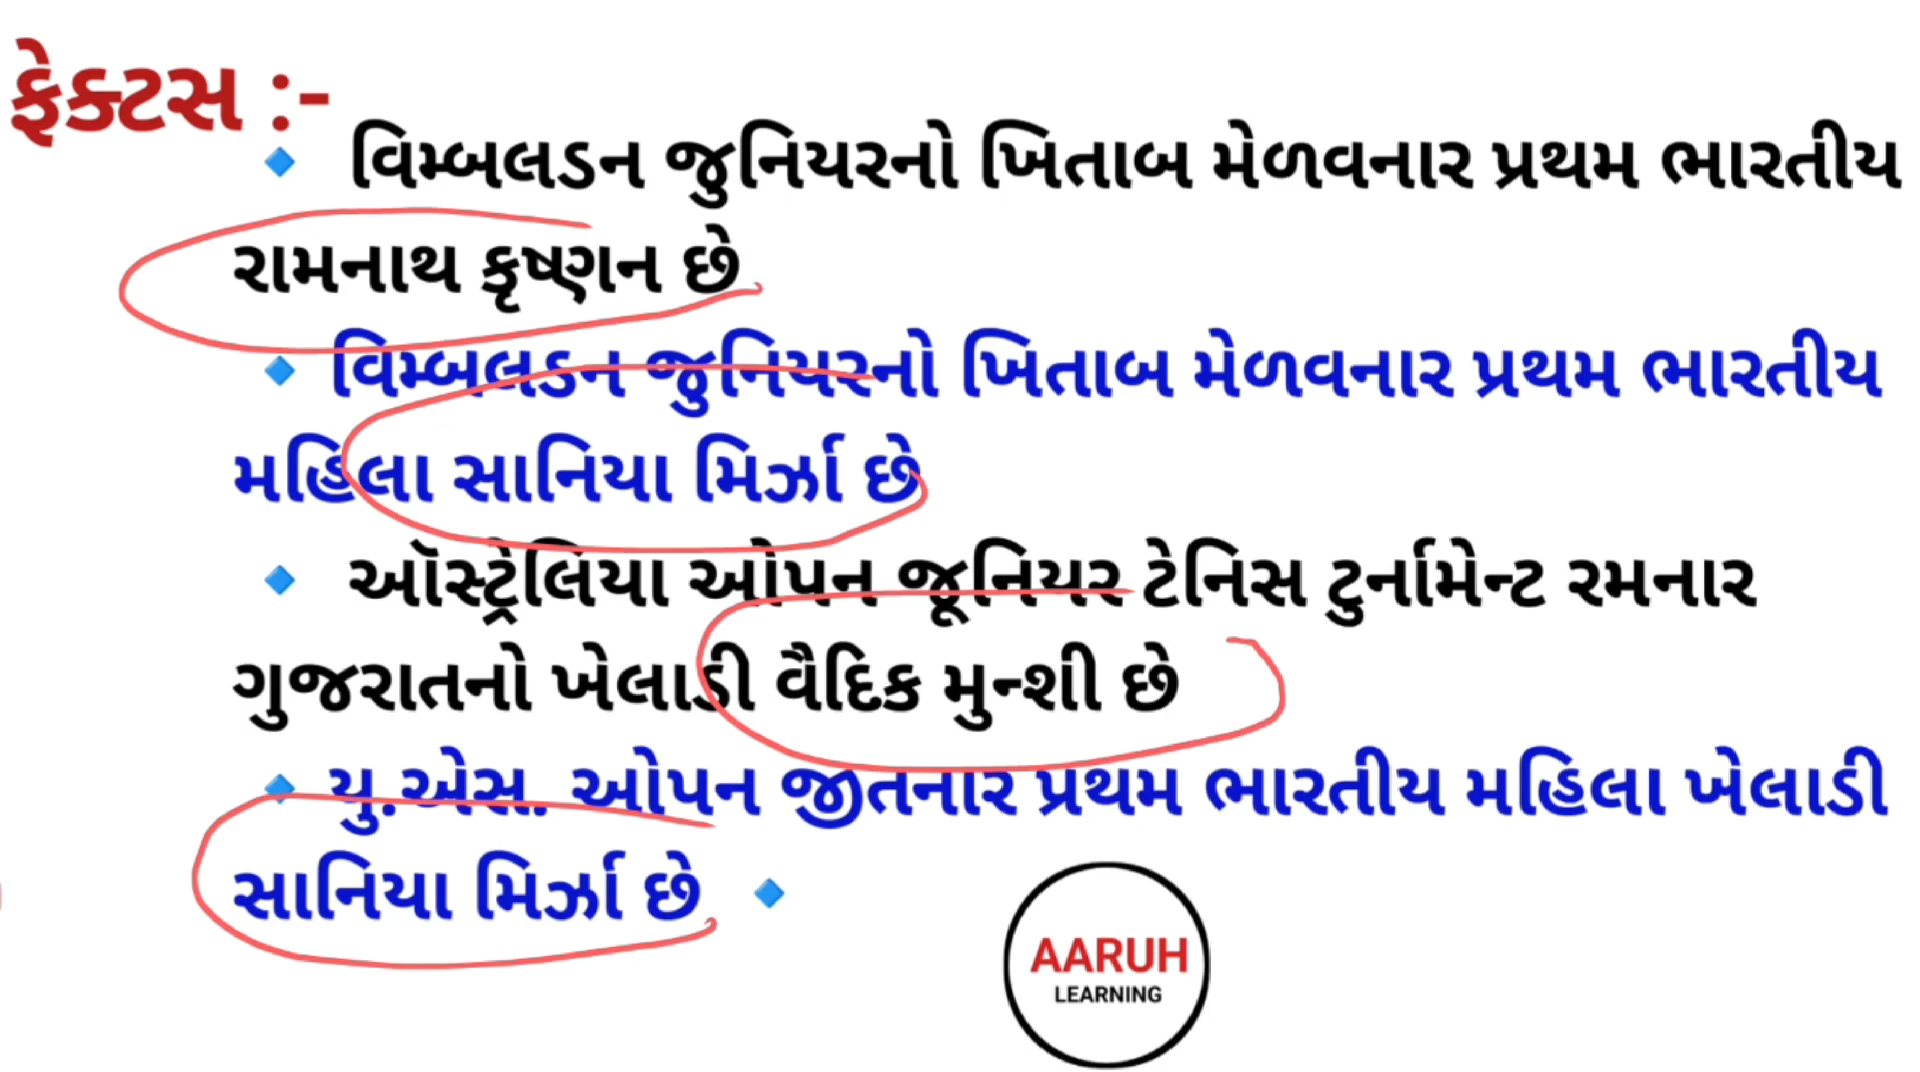 ફેક્ટસ :-
વિમ્બલડન જુનિયરનો ખિતાબ મેળવનાર પ્રથમ ભારતીય
રામનાથ કૃષ્ણન છે
વિમ્બલડન જુનિયરનો ખિતાબ મેળવનાર પ્રથમ ભારતીય
મહિલા સાનિયા મિર્ઝા છે
ઑસ્ટ્રેલિયા ઓપન જૂનિયર ટેનિસ ટુર્નામેન્ટ રમનાર
ગુજરાતનો ખેલાડી વૈદિક મુન્શી છે
યુ.એસ. ઓપન જીતનાર પ્રથમ ભારતીય મહિલા ખેલાડી
સાનિયા મિર્ઝા છે
AARUH
LEARNING